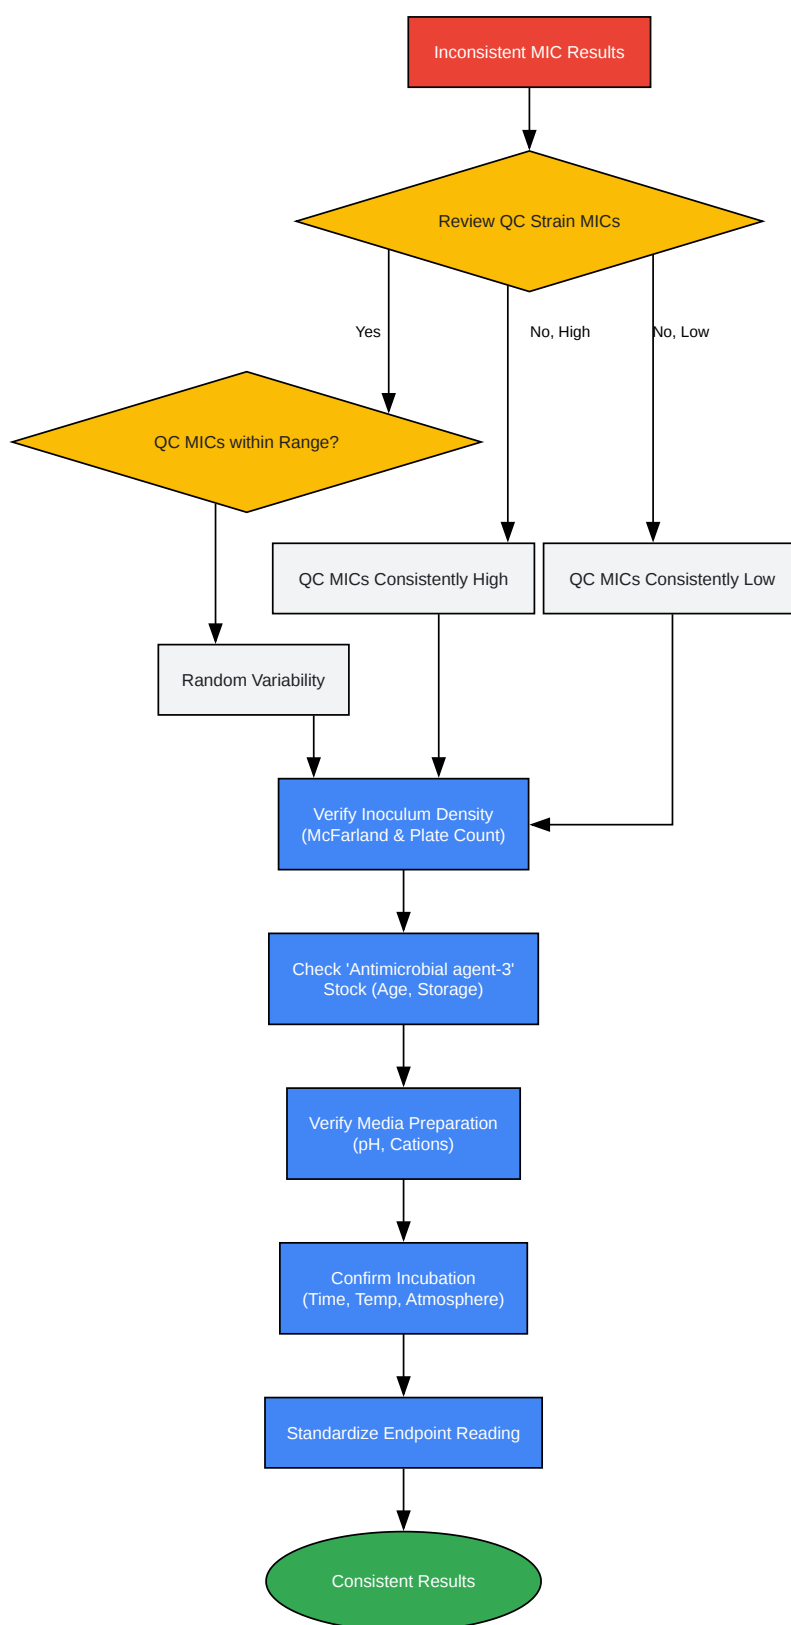 Inconsistent MIC Results
Review QC Strain MICs
Yes
No, High
No, Low
QC MICs within Range?
QC MICs Consistently High
QC MICs Consistently Low
Random Variability
Verify Inoculum Density
(McFarland & Plate Count)
Check 'Antimicrobial agent-3'
Stock (Age, Storage)
Verify Media Preparation
(pH, Cations)
Confirm Incubation
(Time, Temp, Atmosphere)
Standardize Endpoint Reading
Consistent Results